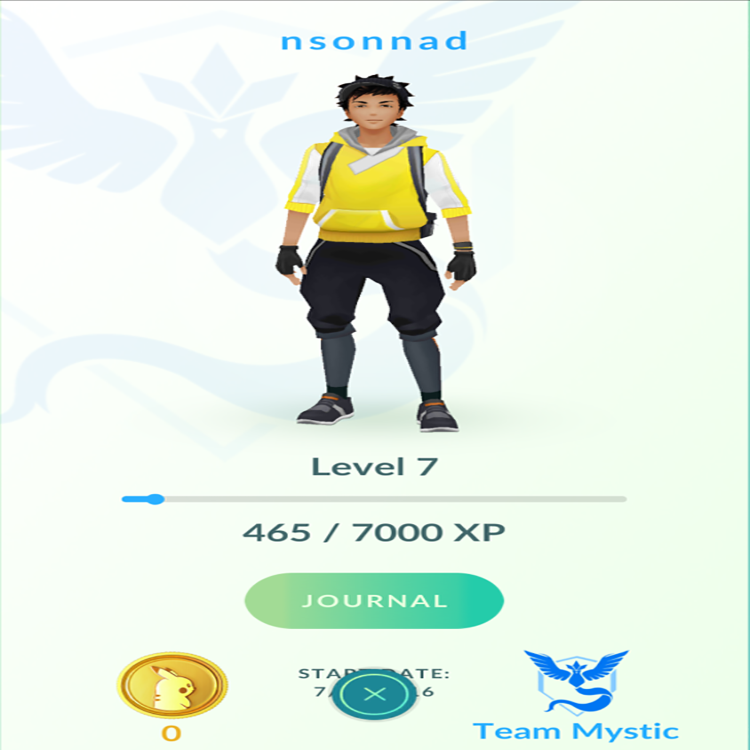 nsonnad
Level 7
465 / 7000 XP
JOURNAL
0
Team Mystic